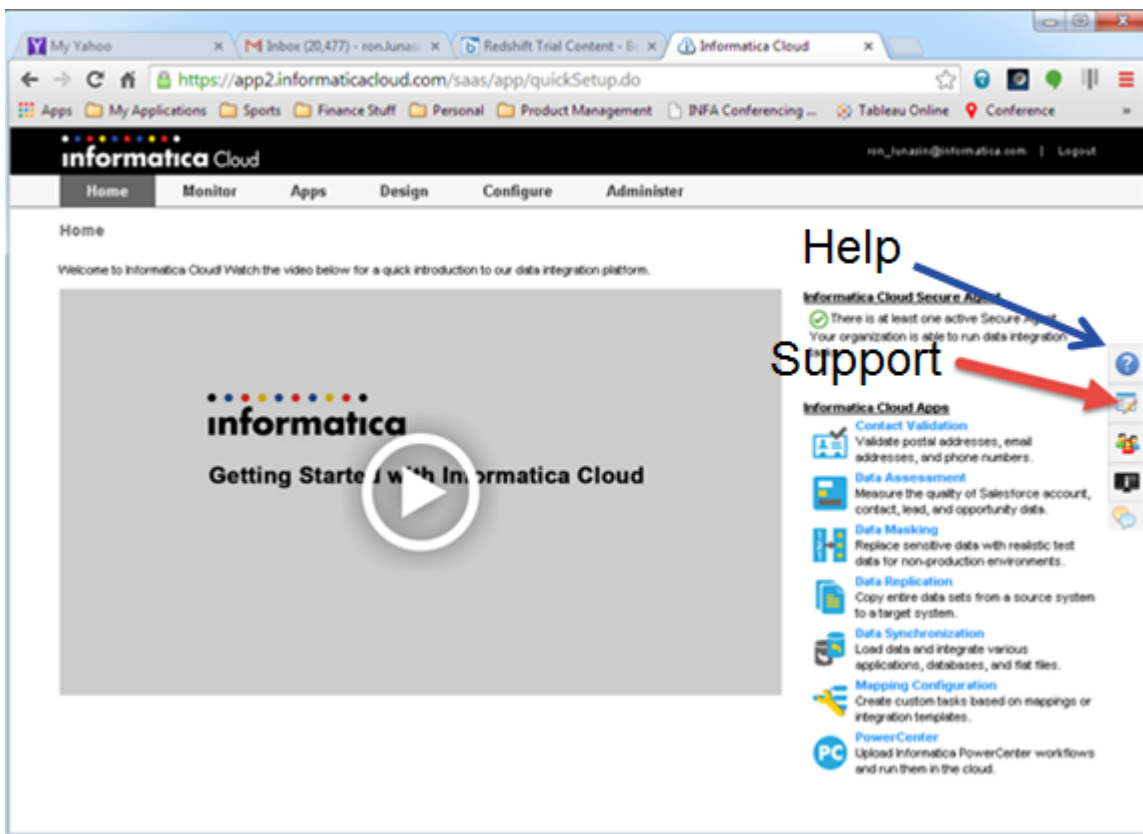 My Yahoo
Inbox (20,477) - ron.lunasi
Redshift Trial Content - Bo
Informatica Cloud
https://app2.informaticacloud.com/saas/app/quickSetup.do
Apps My Applications Sports Finance Stuff Personal Product Management INFA Conferencing ... Tableau Online Conference »
informatica Cloud
ron_lunasin@informatica.com | Logout
Home Monitor Apps Design Configure Administer
Home
Welcome to Informatica Cloud! Watch the video below for a quick introduction to our data integration platform.
informatica
Getting Started with Informatica Cloud
Help
Informatica Cloud Secure Agent
There is at least one active Secure Agent.
Your organization is able to run data integration
Support
Informatica Cloud Apps
Contact Validation
Validate postal addresses, email
addresses, and phone numbers.
Data Assessment
Measure the quality of Salesforce account,
contact, lead, and opportunity data.
Data Masking
Replace sensitive data with realistic test
data for non-production environments.
Data Replication
Copy entire data sets from a source system
to a target system.
Data Synchronization
Load data and integrate various
applications, databases, and flat files.
Mapping Configuration
Create custom tasks based on mappings or
integration templates.
PC
PowerCenter
Upload Informatica PowerCenter workflows
and run them in the cloud.